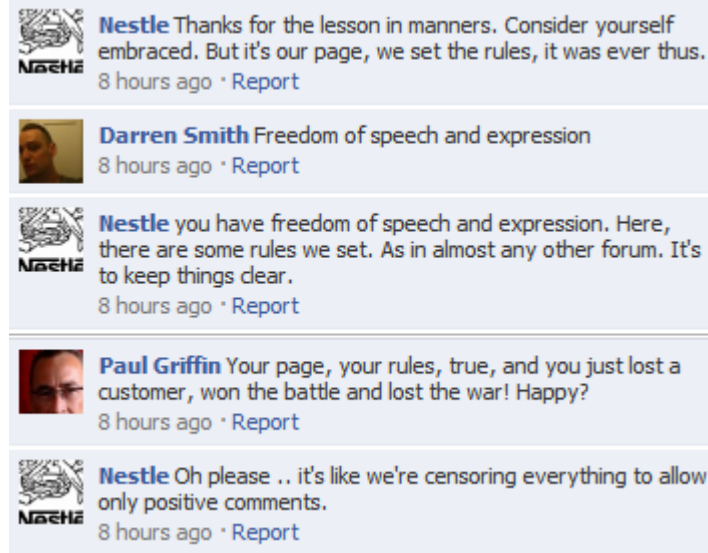 Nestle Thanks for the lesson in manners. Consider yourself
embraced. But it's our page, we set the rules, it was ever thus.
8 hours ago · Report
Nestlé
Darren Smith Freedom of speech and expression
8 hours ago · Report
Nestle you have freedom of speech and expression. Here,
there are some rules we set. As in almost any other forum. It's
to keep things clear.
Nestlé
8 hours ago · Report
Paul Griffin Your page, your rules, true, and you just lost a
customer, won the battle and lost the war! Happy?
8 hours ago · Report
Nestle Oh please .. it's like we're censoring everything to allow
only positive comments.
Nestlé
8 hours ago · Report